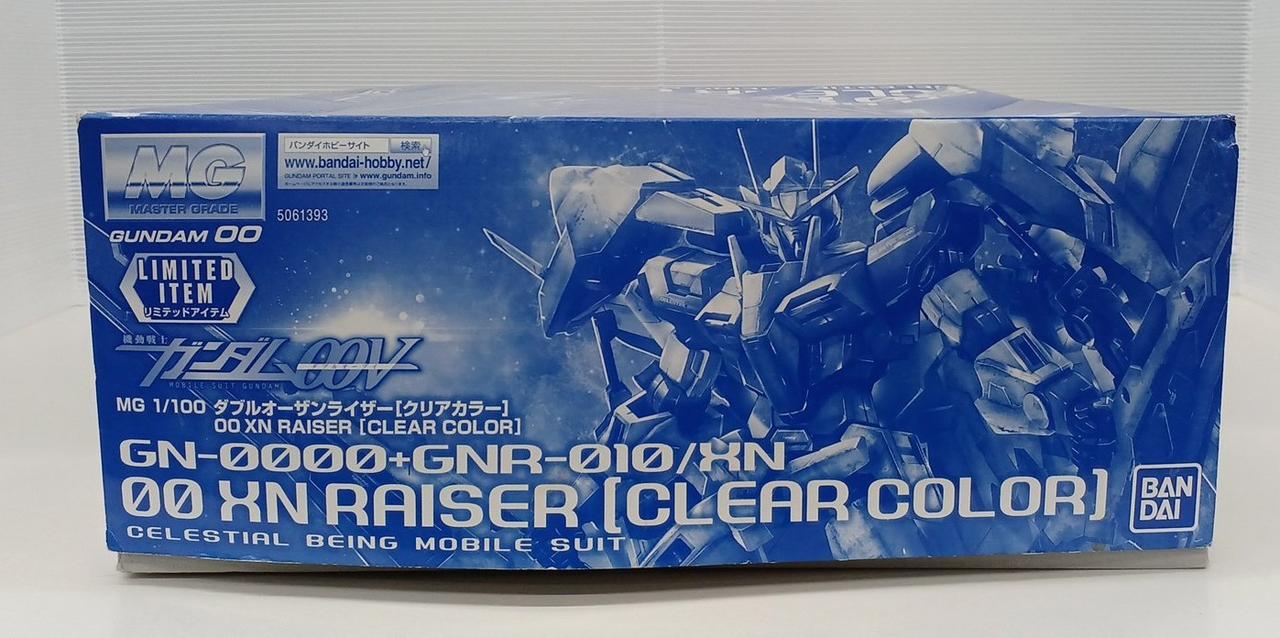 MG
MASTER GRADE
GUNDAM 00
バンダイホビーサイト 検索
www.bandai-hobby.net/
GUNDAM PORTAL SITE ≫ www.gundam.info
5061393
LIMITED
ITEM
リミテッドアイテム
機動戦士
ガンダム00V
MOBILE SUIT GUNDAM
MG 1/100 ダブルオーザンライザー[クリアカラー]
00 XN RAISER [CLEAR COLOR]
GN-0000+GNR-010/XN
00 XN RAISER [CLEAR COLOR]
CELESTIAL BEING MOBILE SUIT
BAN
DAI